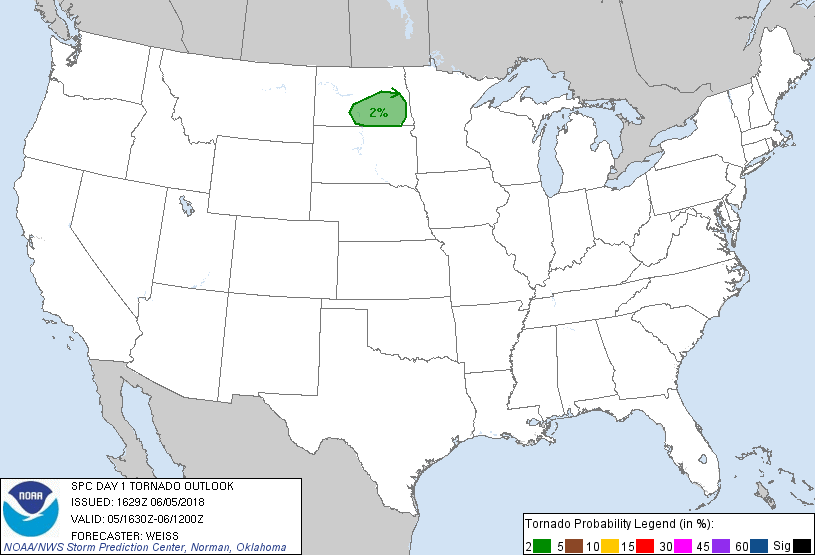 2%
NOAA
SPC DAY 1 TORNADO OUTLOOK
ISSUED: 1629Z 06/05/2018
VALID: 05/1630Z-06/1200Z
FORECASTER: WEISS
NOAA/NWS Storm Prediction Center, Norman, Oklahoma
Tornado Probability Legend (in %):
2 5 10 15 30 45 60 Sig